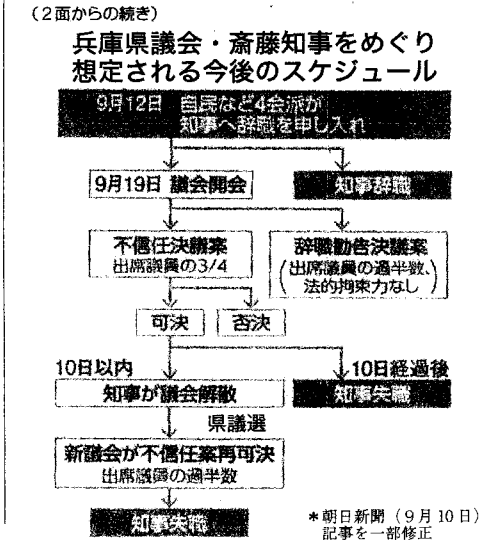 （2面からの続き）
兵庫県議会・斎藤知事をめぐり
想定される今後のスケジュール
9月12日 自民など4会派が
知事へ辞職を申し入れ
9月19日 議会開会
知事辞職
不信任決議案
出席議員の3/4
辞職勧告決議案
（出席議員の過半数、
法的拘束力なし）
可決
否決
10日以内
10日経過後
知事が議会解散
知事失職
県議選
新議会が不信任案再可決
出席議員の過半数
知事失職
＊朝日新聞（9月10日）
記事を一部修正